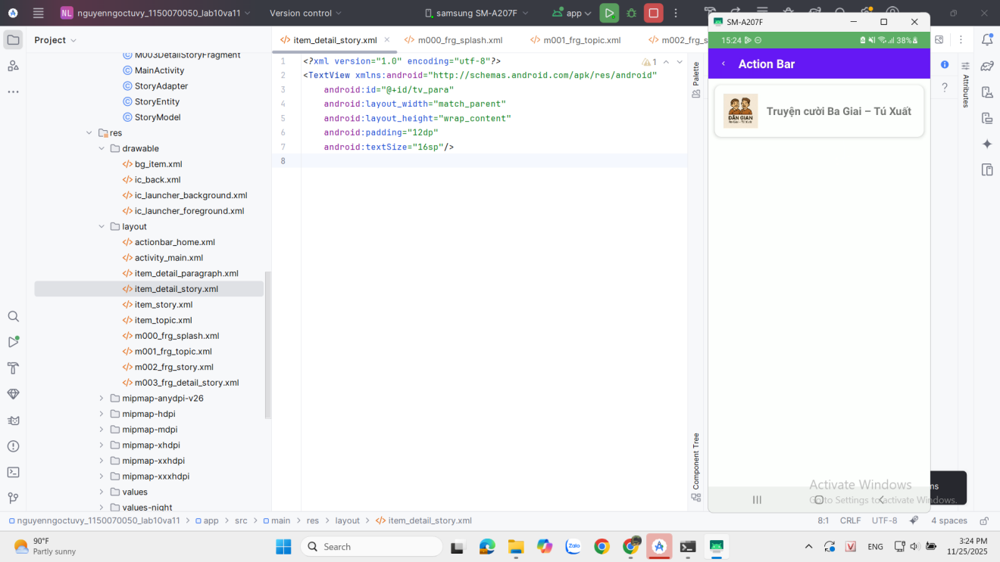 NL nguyenngoctuvy_1150070050_lab10va11
Version control
samsung SM-A207F
app
Project
item_detail_story.xml
m000_frg_splash.xml
m001_frg_topic.xml
m002_frg_s
M003DetailStoryFragment
MainActivity
StoryAdapter
StoryEntity
StoryModel
res
drawable
bg_item.xml
ic_back.xml
ic_launcher_background.xml
ic_launcher_foreground.xml
layout
actionbar_home.xml
activity_main.xml
item_detail_paragraph.xml
item_detail_story.xml
item_story.xml
item_topic.xml
m000_frg_splash.xml
m001_frg_topic.xml
m002_frg_story.xml
m003_frg_detail_story.xml
mipmap-anydpi-v26
mipmap-hdpi
mipmap-mdpi
mipmap-xhdpi
mipmap-xxhdpi
mipmap-xxxhdpi
values
values-night
1 <?xml version="1.0" encoding="utf-8"?>
2 <TextView xmlns:android="http://schemas.android.com/apk/res/android"
3 android:id="@+id/tv_para"
4 android:layout_width="match_parent"
5 android:layout_height="wrap_content"
6 android:padding="12dp"
7 android:textSize="16sp"/>
8
1
Palette
Component Tree
Attributes
SM-A207F
15:24
38%
Action Bar
DÂN GIAN
Truyện cười Ba Giai – Tú Xuất
ns
Activate Windows
Go to Settings to activate Windows.
nguyenngoctuvy_1150070050_lab10va11 > app > src > main > res > layout > item_detail_story.xml
8:1 CRLF UTF-8 4 spaces
90°F
Partly sunny
Search
Zalo
V
ENG
3:24 PM
11/25/2025